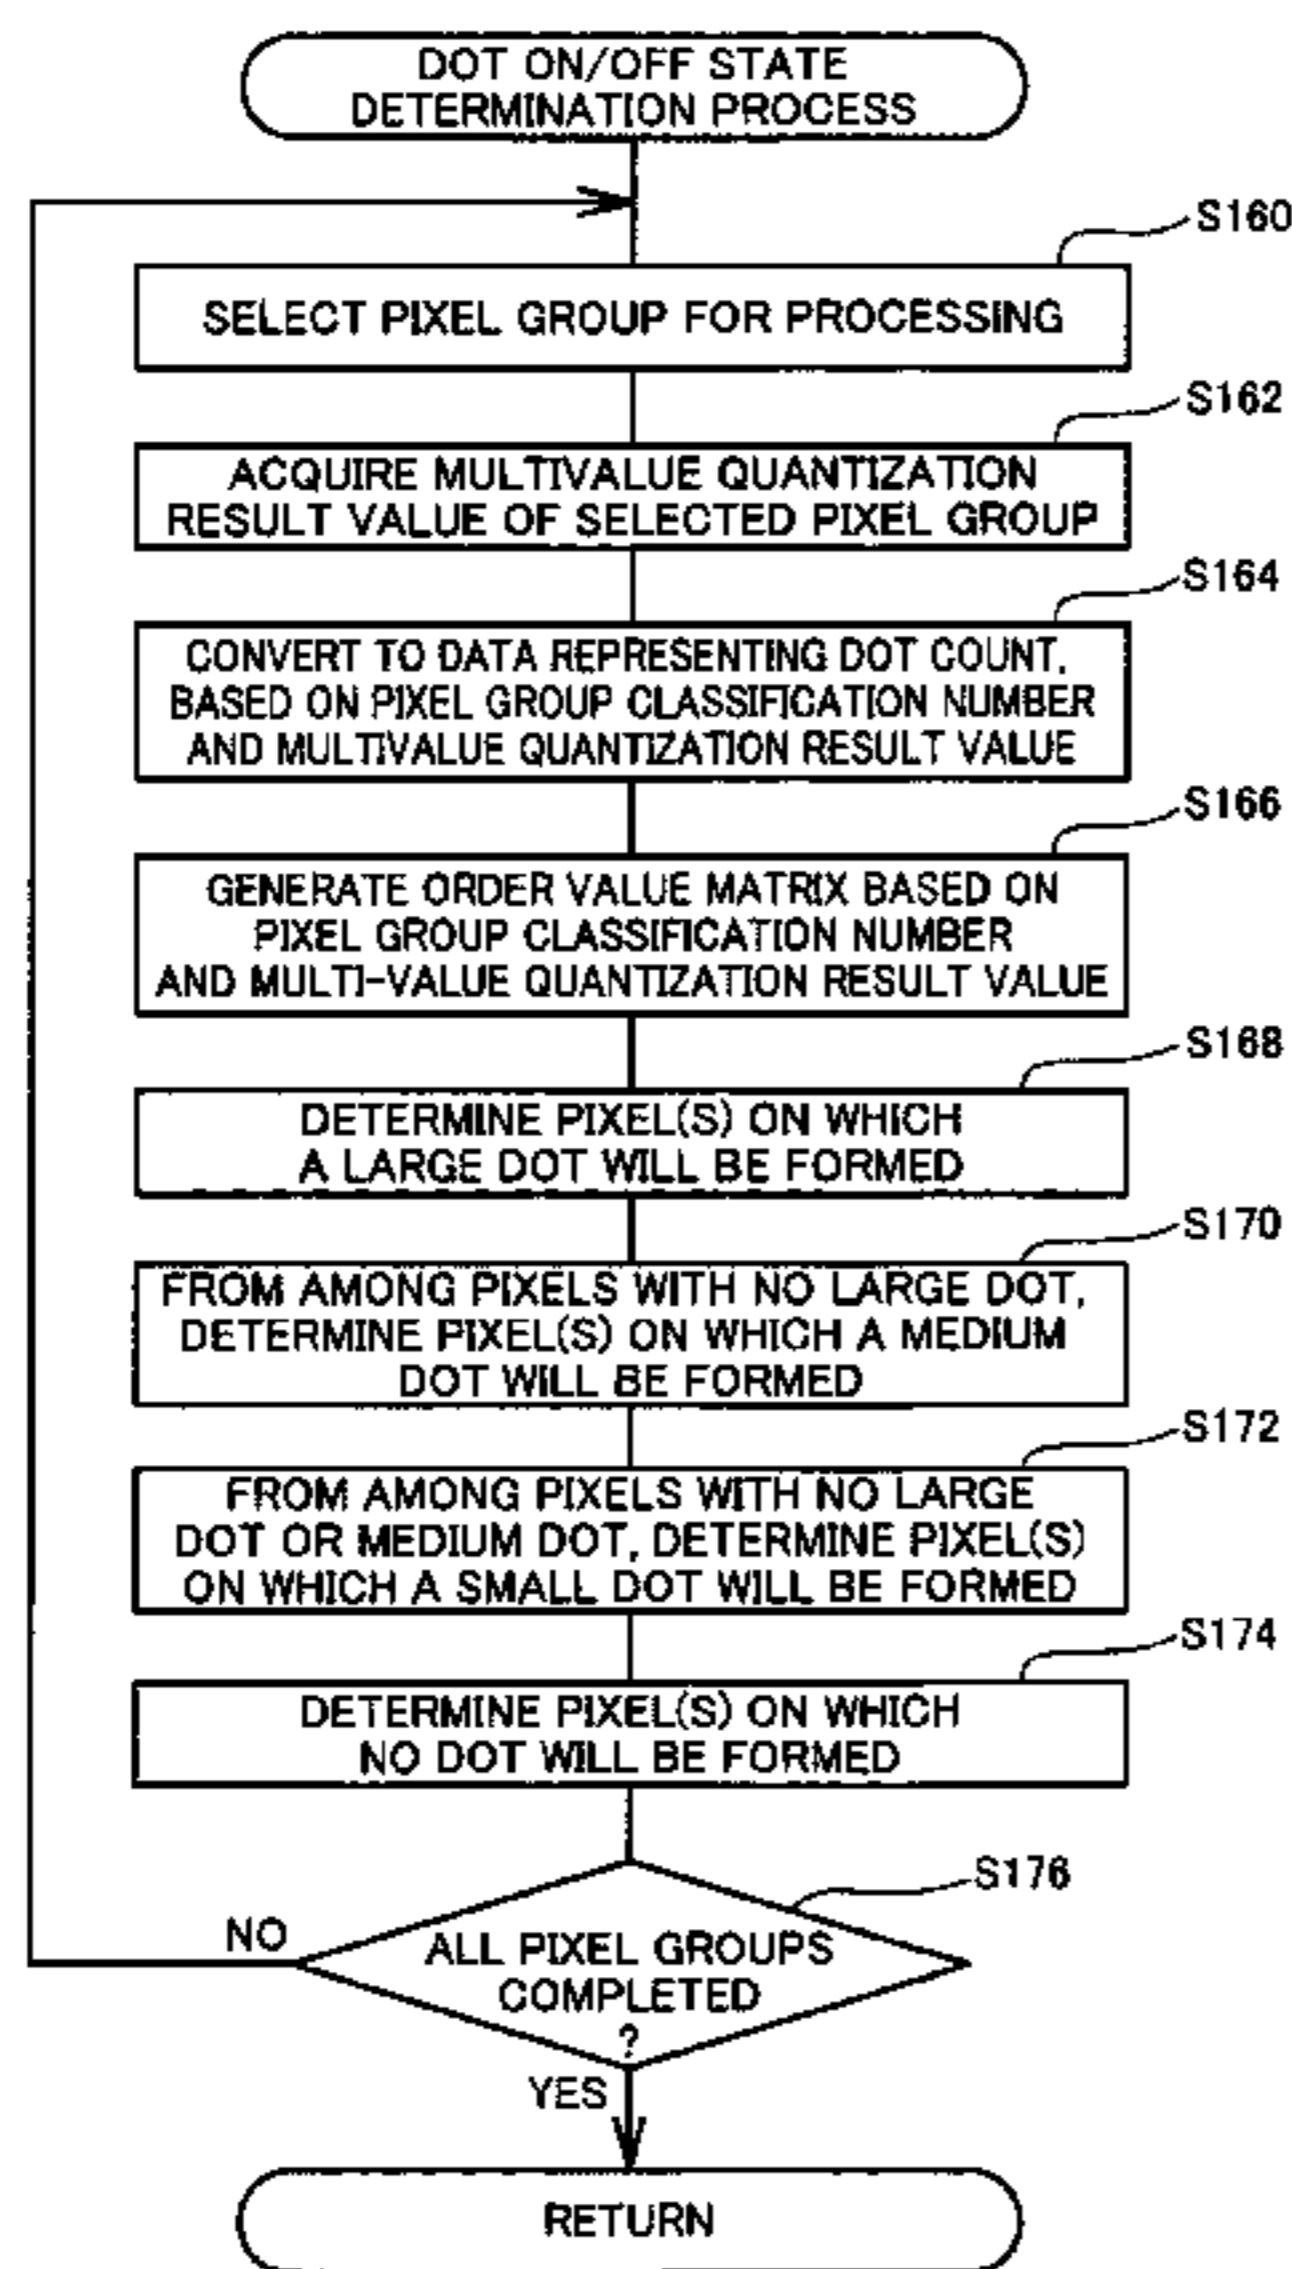 DOT ON/OFF STATE
DETERMINATION PROCESS
S160
SELECT PIXEL GROUP FOR PROCESSING
S162
ACQUIRE MULTIVALUE QUANTIZATION
RESULT VALUE OF SELECTED PIXEL GROUP
S164
CONVERT TO DATA REPRESENTING DOT COUNT,
BASED ON PIXEL GROUP CLASSIFICATION NUMBER
AND MULTIVALUE QUANTIZATION RESULT VALUE
S166
GENERATE ORDER VALUE MATRIX BASED ON
PIXEL GROUP CLASSIFICATION NUMBER
AND MULTI-VALUE QUANTIZATION RESULT VALUE
S168
DETERMINE PIXEL(S) ON WHICH
A LARGE DOT WILL BE FORMED
S170
FROM AMONG PIXELS WITH NO LARGE DOT,
DETERMINE PIXEL(S) ON WHICH A MEDIUM
DOT WILL BE FORMED
S172
FROM AMONG PIXELS WITH NO LARGE
DOT OR MEDIUM DOT, DETERMINE PIXEL(S)
ON WHICH A SMALL DOT WILL BE FORMED
S174
DETERMINE PIXEL(S) ON WHICH
NO DOT WILL BE FORMED
S176
NO
ALL PIXEL GROUPS
COMPLETED
?
YES
RETURN